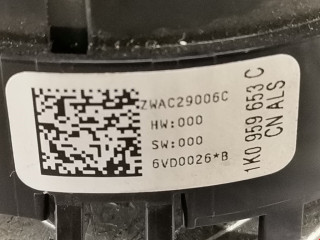 ZWAC29006C
HW:000
SW:000
6VD0026*B
1K0 959 653 C
CN ALS